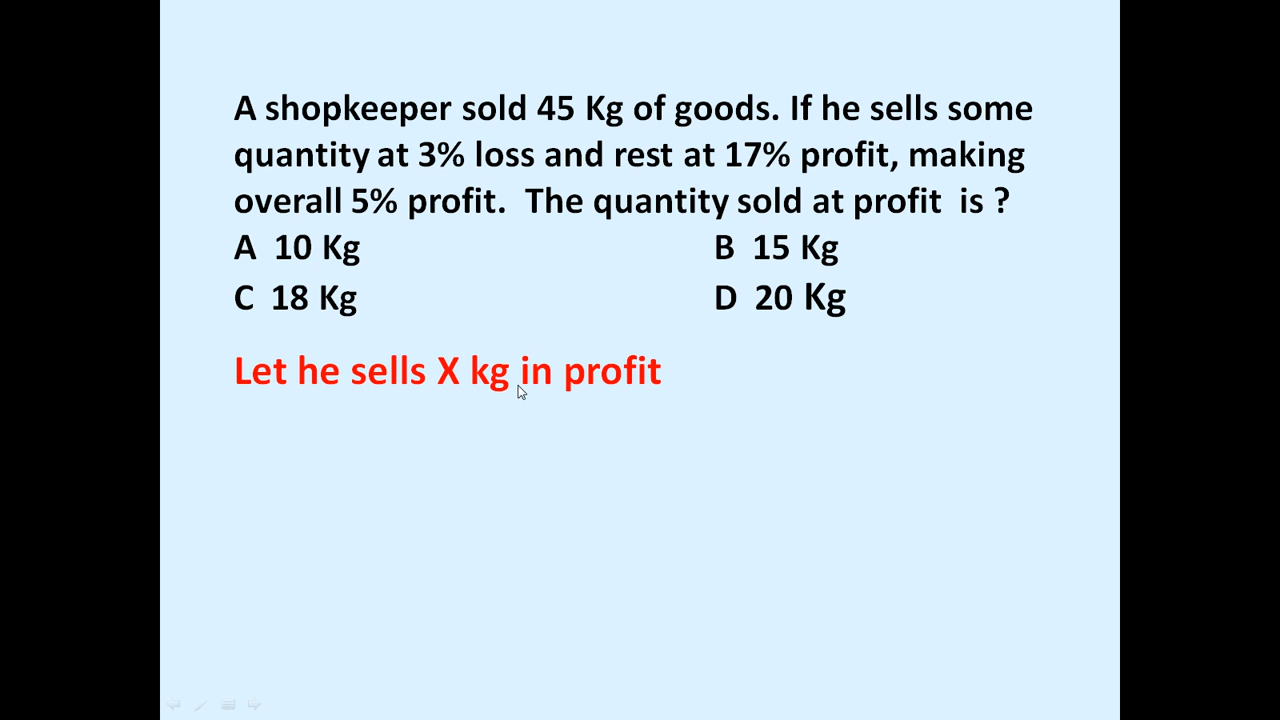 A shopkeeper sold 45 Kg of goods. If he sells some
quantity at 3% loss and rest at 17% profit, making
overall 5% profit.  The quantity sold at profit  is ?
A  10 Kg  B  15 Kg
C  18 Kg  D  20 Kg
Let he sells X kg in profit